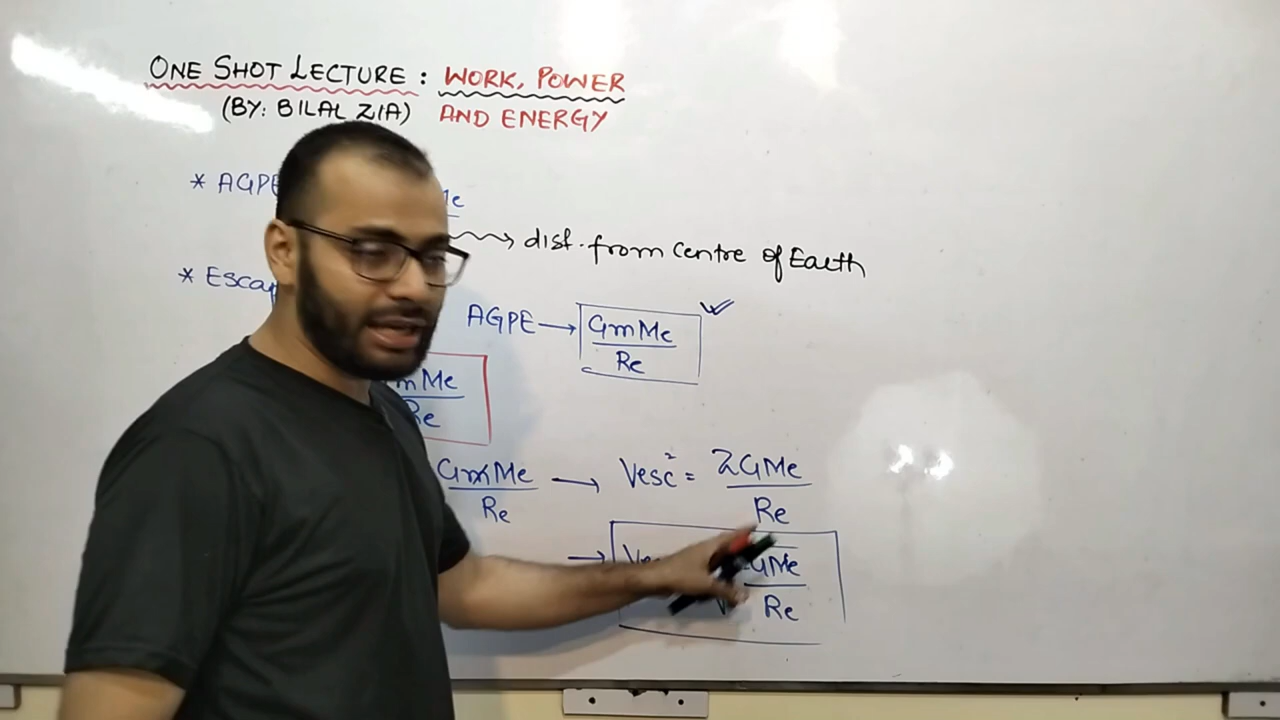 ONE SHOT LECTURE : WORK, POWER
(BY: BILAL ZIA) AND ENERGY
* AGPE
dist. from centre of Earth
* Escap
AGPE → GmMe
Re
mMe
Re
GmMe → Vesc² = 2GMe
Re Re
→ Ve GMe
Re